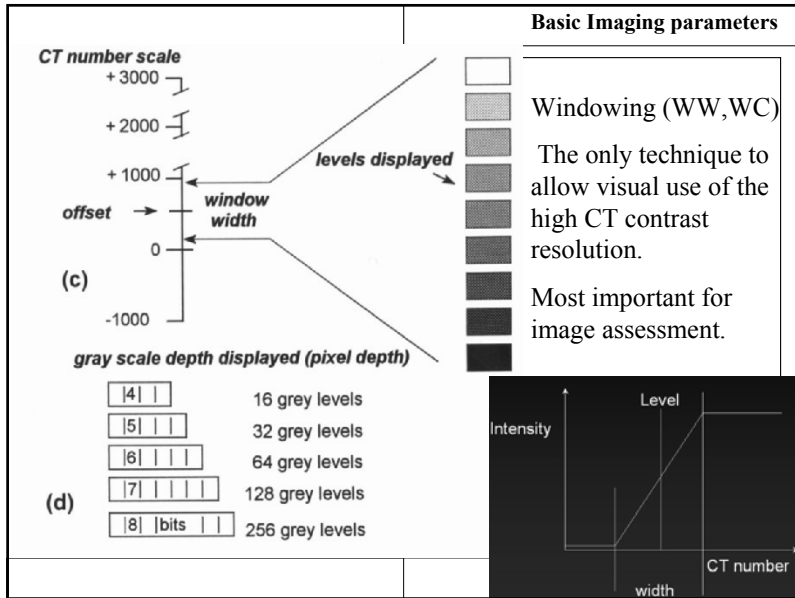 Basic Imaging parameters
CT number scale
+ 3000
+ 2000
+ 1000
offset
window
width
0
(c)
-1000
levels displayed
Windowing (WW,WC)
The only technique to
allow visual use of the
high CT contrast
resolution.
Most important for
image assessment.
gray scale depth displayed (pixel depth)
|4| 16 grey levels
|5| 32 grey levels
|6| 64 grey levels
|7| 128 grey levels
(d)
|8| |bits 256 grey levels
Level
Intensity
CT number
width